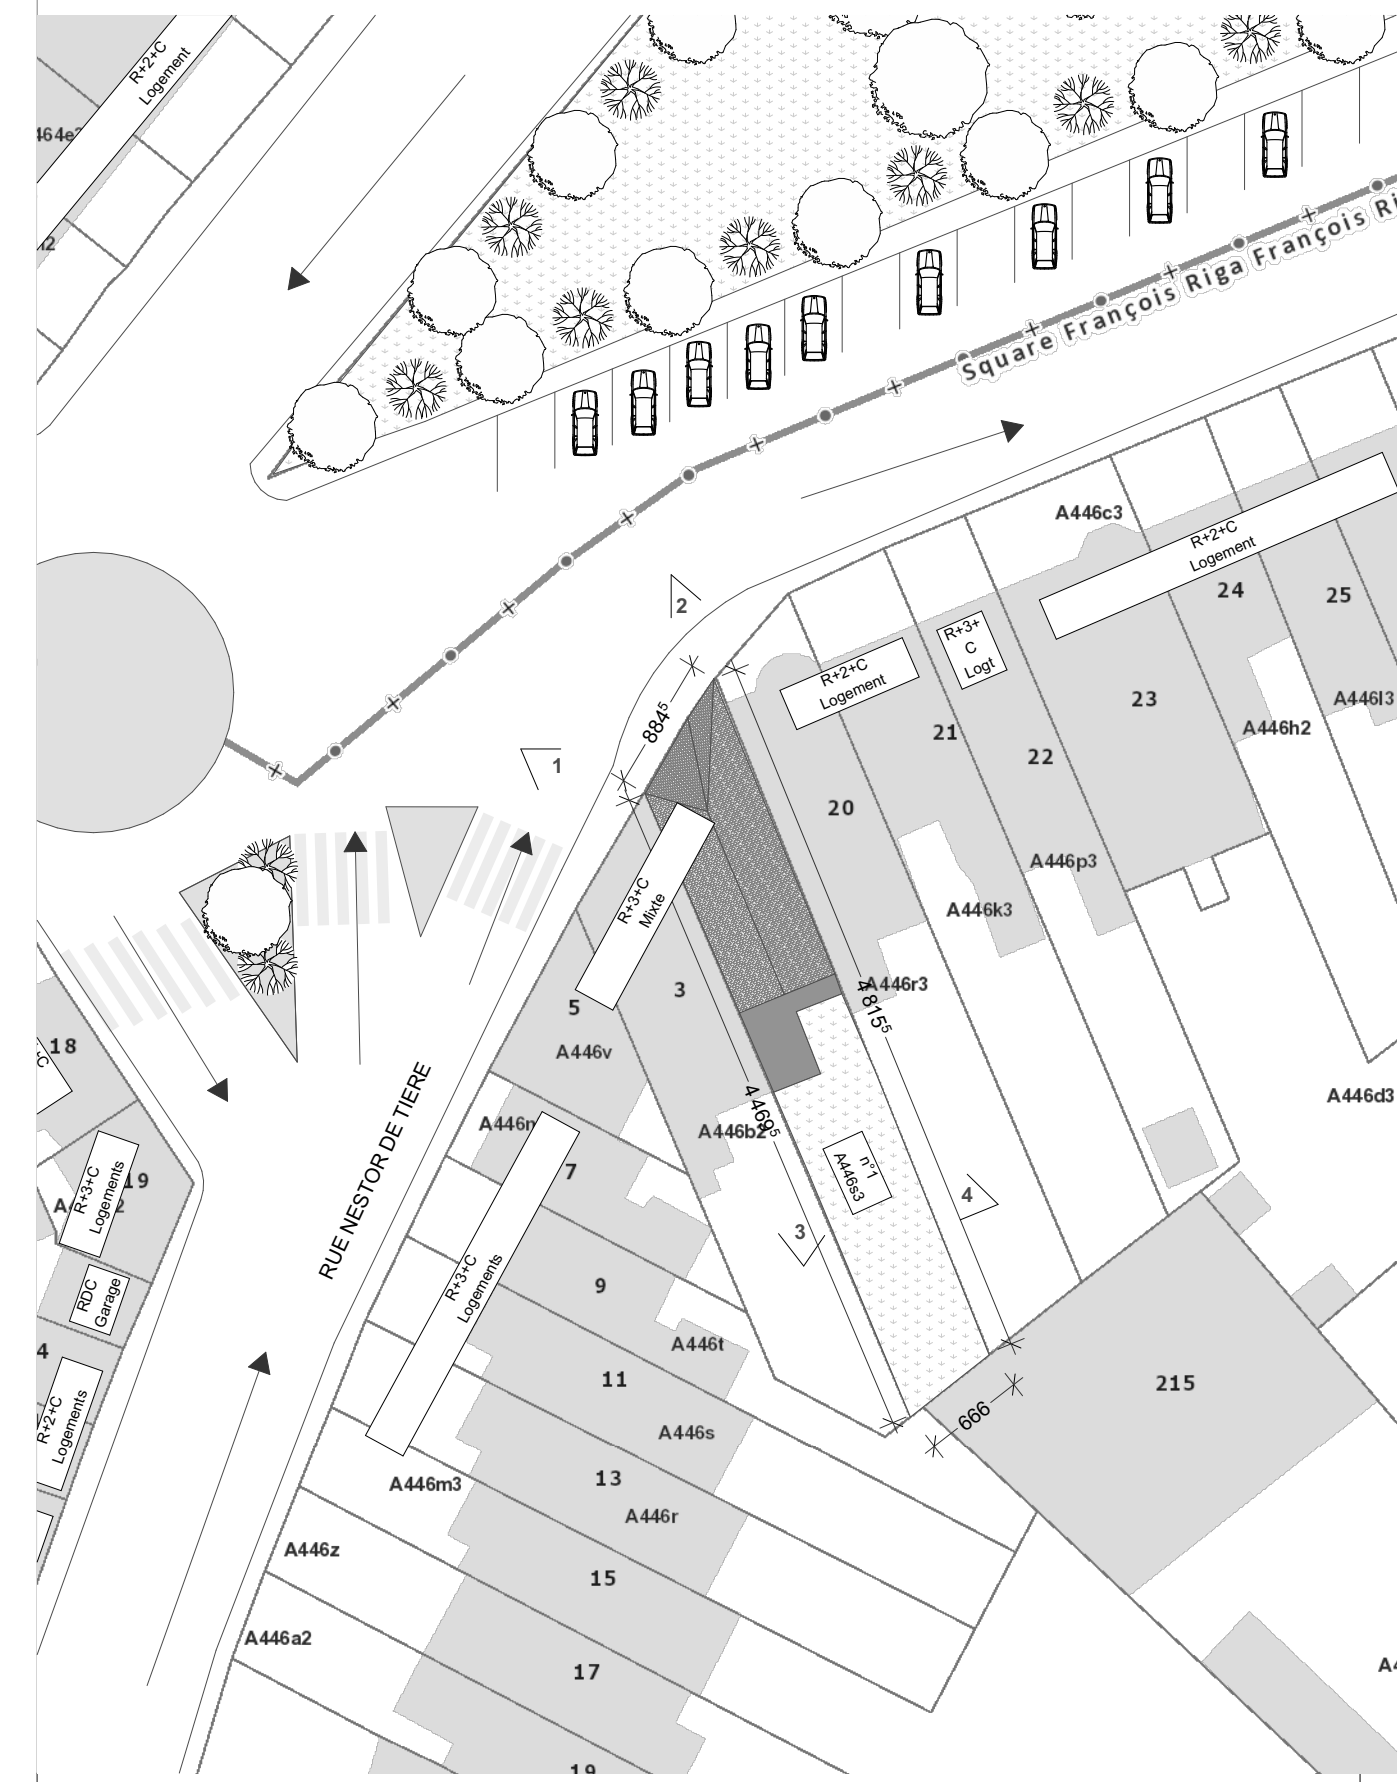 R+2+C
Logement
464e
Square François Riga François Ri
A446c3
R+2+C
Logement
24
25
2
R+3+
C
Logt
R+2+C
Logement
23
A446l3
A446h2
21
22
884⁵
1
20
A446p3
R+3+C
Mixte
A446k3
A446r3
3
5
4 815⁵
18
A446v
RUE NESTOR DE TIERE
4 469⁵
A446d3
A446b2
7
n°1
A446s3
R+3+C
Logements
19
4
3
RDC
Garage
R+3+C
Logements
9
A446t
4
11
215
666
R+2+C
Logements
A446s
13
A446m3
A446r
A446z
15
A446a2
17
19